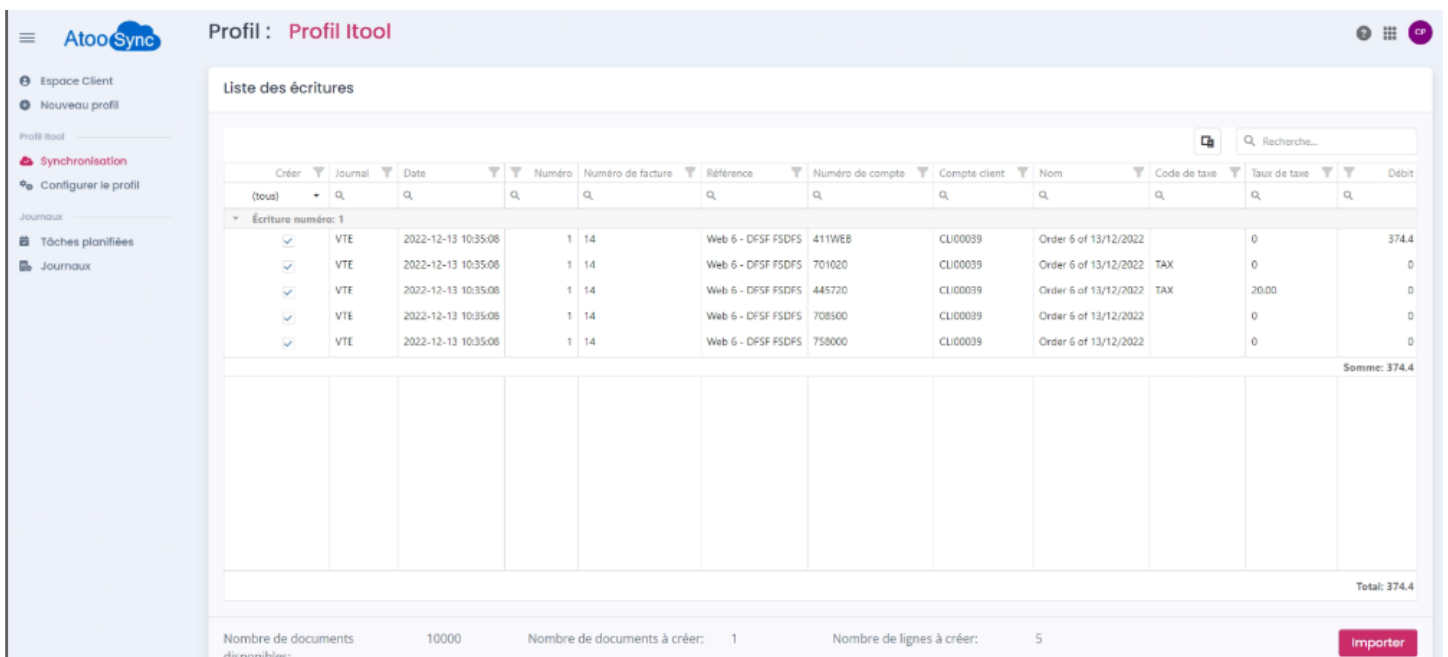 AtooSync
Profil : Profil Itool
CP
Espace Client
Nouveau profil
Profil Itool
Synchronisation
Configurer le profil
Journaux
Tâches planifiées
Journaux
Liste des écritures
Recherche...
Créer Journal Date Numéro Numéro de facture Référence Numéro de compte Compte client Nom Code de taxe Taux de taxe Débit
(tous)
Écriture numéro: 1
VTE 2022-12-13 10:35:08 1 14 Web 6 - DFSF FSDFS 411WEB CLI00039 Order 6 of 13/12/2022 0 374.4
VTE 2022-12-13 10:35:08 1 14 Web 6 - DFSF FSDFS 701020 CLI00039 Order 6 of 13/12/2022 TAX 0 0
VTE 2022-12-13 10:35:08 1 14 Web 6 - DFSF FSDFS 445720 CLI00039 Order 6 of 13/12/2022 TAX 20.00 0
VTE 2022-12-13 10:35:08 1 14 Web 6 - DFSF FSDFS 708500 CLI00039 Order 6 of 13/12/2022 0 0
VTE 2022-12-13 10:35:08 1 14 Web 6 - DFSF FSDFS 758000 CLI00039 Order 6 of 13/12/2022 0 0
Somme: 374.4
Total: 374.4
Nombre de documents disponibles: 10000 Nombre de documents à créer: 1 Nombre de lignes à créer: 5
Importer